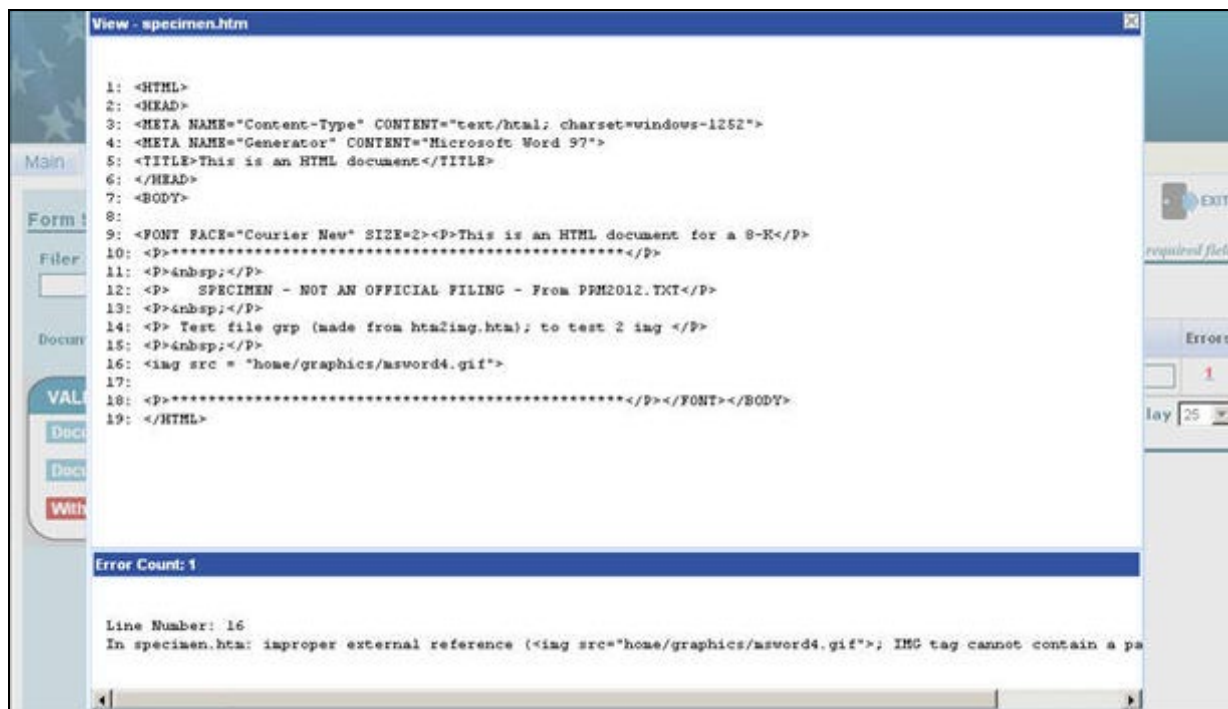 View - specimen.htm
1: <HTML>
2: <HEAD>
3: <META NAME="Content-Type" CONTENT="text/html; charset=windows-1252">
4: <META NAME="Generator" CONTENT="Microsoft Word 97">
5: <TITLE>This is an HTML document</TITLE>
6: </HEAD>
7: <BODY>
8:
9: <FONT FACE="Courier New" SIZE=2><P>This is an HTML document for a 8-K</P>
10: <P>**************************************************</P>
11: <P>&nbsp;</P>
12: <P>   SPECIMEN - NOT AN OFFICIAL FILING - From PRM2012.TXT</P>
13: <P>&nbsp;</P>
14: <P> Test file grp (made from htm2img.htm); to test 2 img </P>
15: <P>&nbsp;</P>
16: <img src = "home/graphics/msword4.gif">
17:
18: <P>**************************************************</P></FONT></BODY>
19: </HTML>
Main
Form
Filer
Docum
VALI
Docu
Docu
With
EXIT
required fiel
Errors
1
lay 25
Error Count: 1
Line Number: 16
In specimen.htm: improper external reference (<img src="home/graphics/msword4.gif">; IMG tag cannot contain a pa